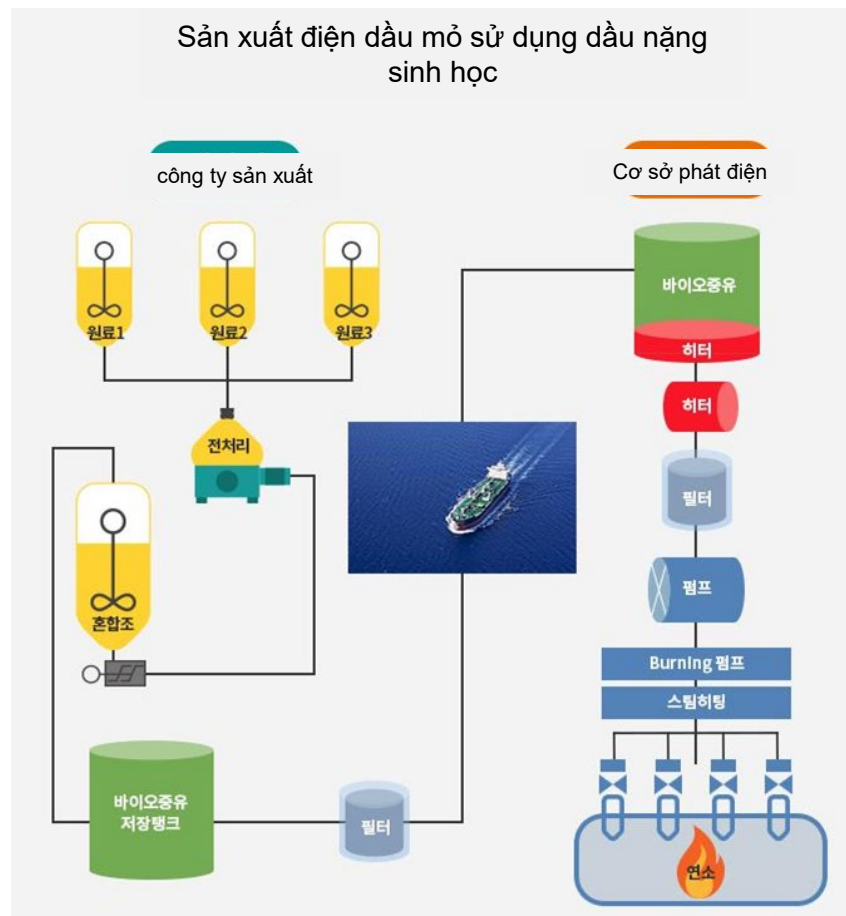 Sản xuất điện dầu mỏ sử dụng dầu nặng
sinh học
công ty sản xuất
Cơ sở phát điện
원료1
원료2
원료3
전처리
혼합조
바이오중유
저장탱크
필터
바이오중유
히터
히터
필터
펌프
Burning 펌프
스팀히팅
연소